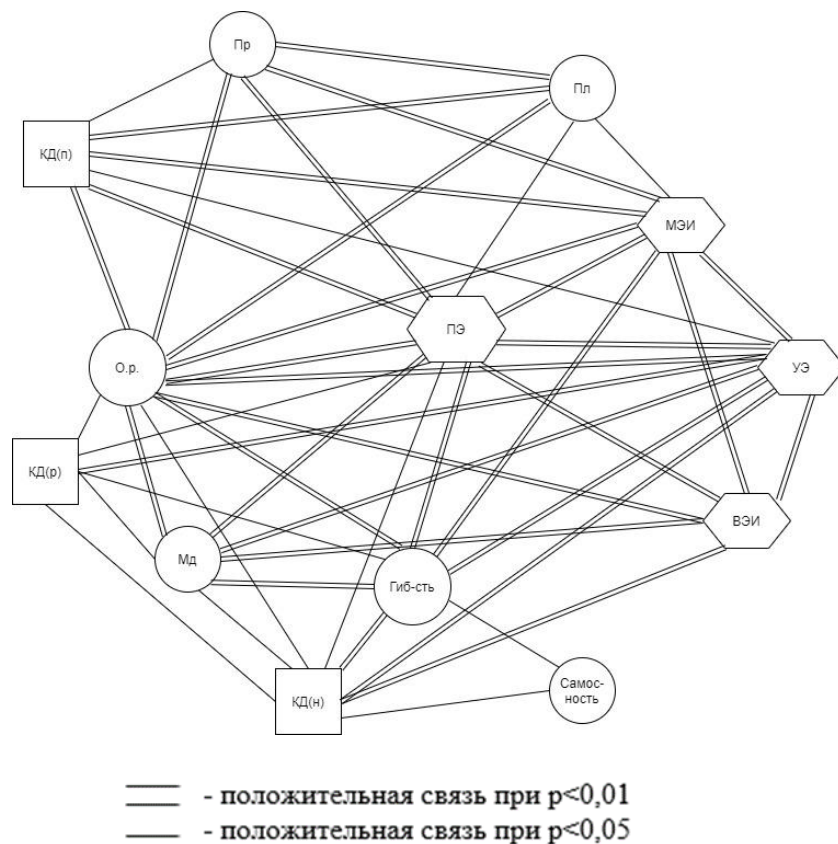 Пр
Пл
КД(п)
МЭИ
ПЭ
О.р.
УЭ
КД(р)
ВЭИ
Мд
Гиб-сть
КД(н)
Самос-
ность
- положительная связь при p<0,01
- положительная связь при p<0,05